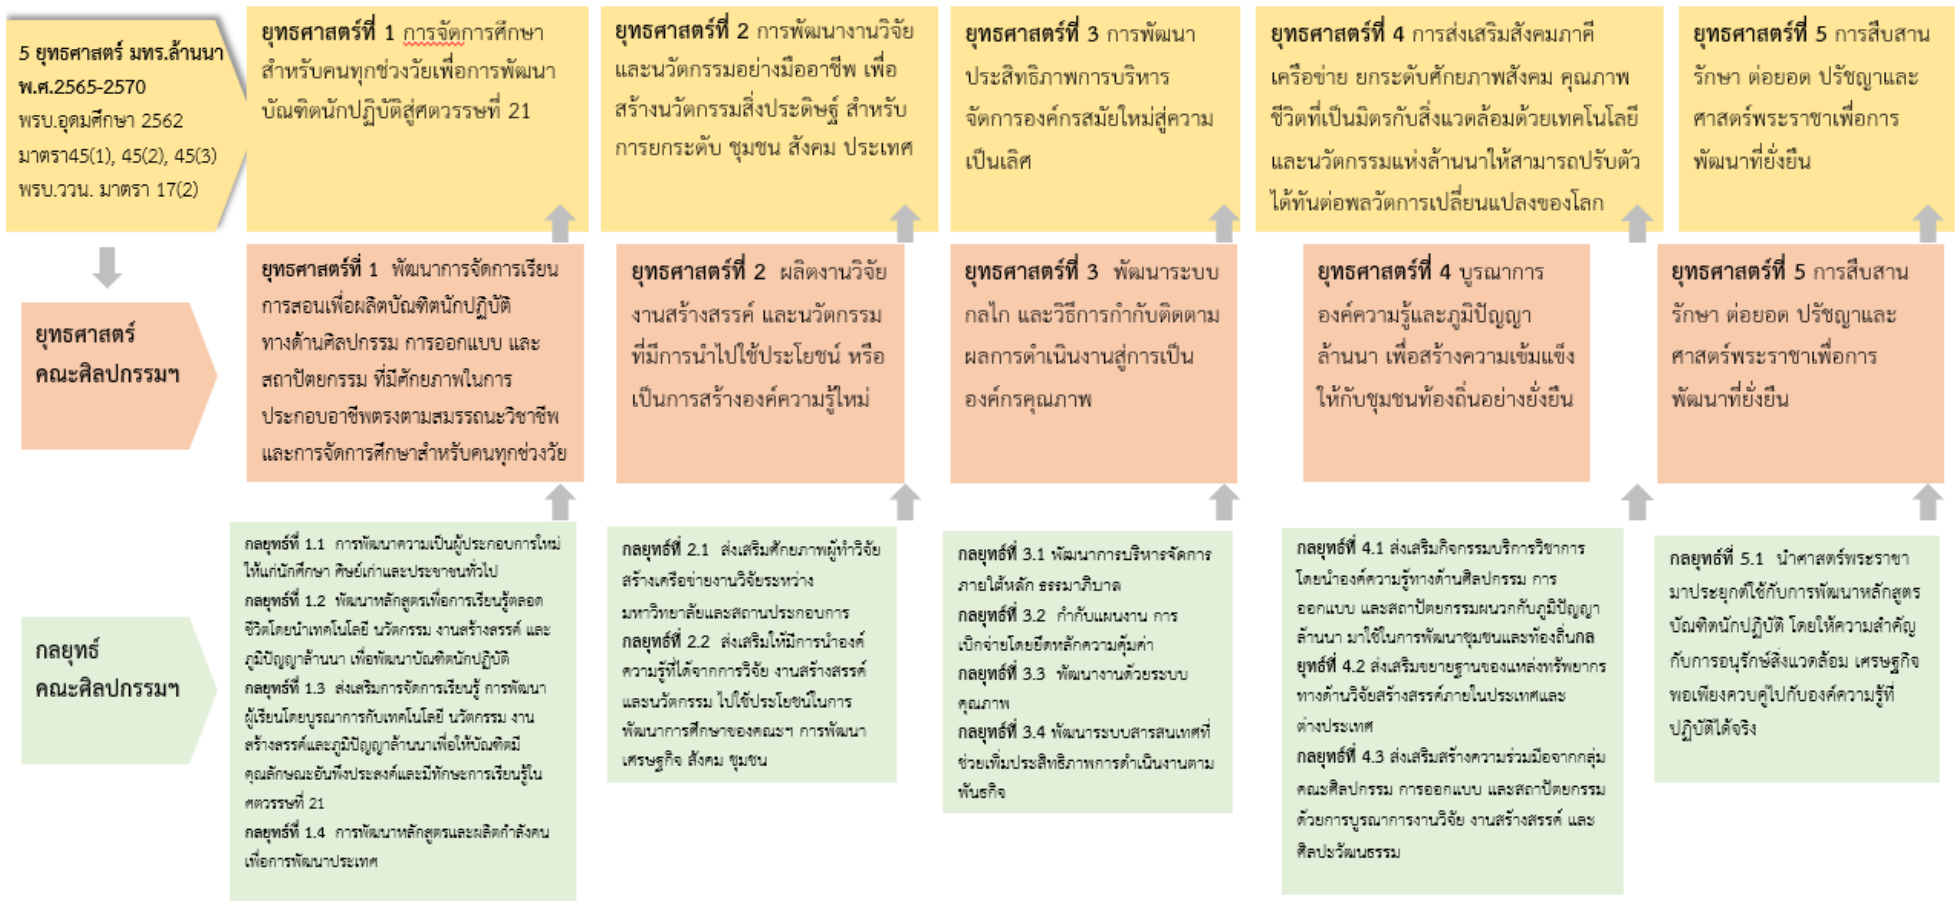 5 ยุทธศาสตร์ มทร.ล้านนา
พ.ศ.2565-2570
พรบ.อุดมศึกษา 2562
มาตรา45(1), 45(2), 45(3)
พรบ.ววน. มาตรา 17(2)
ยุทธศาสตร์ที่ 1 การจัดการศึกษา
สำหรับคนทุกช่วงวัยเพื่อการพัฒนา
บัณฑิตนักปฏิบัติสู่ศตวรรษที่ 21
ยุทธศาสตร์ที่ 2 การพัฒนางานวิจัย
และนวัตกรรมอย่างมืออาชีพ เพื่อ
สร้างนวัตกรรมสิ่งประดิษฐ์ สำหรับ
การยกระดับ ชุมชน สังคม ประเทศ
ยุทธศาสตร์ที่ 3 การพัฒนา
ประสิทธิภาพการบริหาร
จัดการองค์กรสมัยใหม่สู่ความ
เป็นเลิศ
ยุทธศาสตร์ที่ 4 การส่งเสริมสังคมภาคี
เครือข่าย ยกระดับศักยภาพสังคม คุณภาพ
ชีวิตที่เป็นมิตรกับสิ่งแวดล้อมด้วยเทคโนโลยี
และนวัตกรรมแห่งล้านนาให้สามารถปรับตัว
ได้ทันต่อพลวัตการเปลี่ยนแปลงของโลก
ยุทธศาสตร์ที่ 5 การสืบสาน
รักษา ต่อยอด ปรัชญาและ
ศาสตร์พระราชาเพื่อการ
พัฒนาที่ยั่งยืน
ยุทธศาสตร์
คณะศิลปกรรมฯ
ยุทธศาสตร์ที่ 1 พัฒนาการจัดการเรียน
การสอนเพื่อผลิตบัณฑิตนักปฏิบัติ
ทางด้านศิลปกรรม การออกแบบ และ
สถาปัตยกรรม ที่มีศักยภาพในการ
ประกอบอาชีพตรงตามสมรรถนะวิชาชีพ
และการจัดการศึกษาสำหรับคนทุกช่วงวัย
ยุทธศาสตร์ที่ 2 ผลิตงานวิจัย
งานสร้างสรรค์ และนวัตกรรม
ที่มีการนำไปใช้ประโยชน์ หรือ
เป็นการสร้างองค์ความรู้ใหม่
ยุทธศาสตร์ที่ 3 พัฒนาระบบ
กลไก และวิธีการกำกับติดตาม
ผลการดำเนินงานสู่การเป็น
องค์กรคุณภาพ
ยุทธศาสตร์ที่ 4 บูรณาการ
องค์ความรู้และภูมิปัญญา
ล้านนา เพื่อสร้างความเข้มแข็ง
ให้กับชุมชนท้องถิ่นอย่างยั่งยืน
ยุทธศาสตร์ที่ 5 การสืบสาน
รักษา ต่อยอด ปรัชญาและ
ศาสตร์พระราชาเพื่อการ
พัฒนาที่ยั่งยืน
กลยุทธ์
คณะศิลปกรรมฯ
กลยุทธ์ที่ 1.1 การพัฒนาความเป็นผู้ประกอบการใหม่
ให้แก่นักศึกษา ศิษย์เก่าและประชาชนทั่วไป
กลยุทธ์ที่ 1.2 พัฒนาหลักสูตรเพื่อการเรียนรู้ตลอด
ชีวิตโดยนำเทคโนโลยี นวัตกรรม งานสร้างสรรค์ และ
ภูมิปัญญาล้านนา เพื่อพัฒนาบัณฑิตนักปฏิบัติ
กลยุทธ์ที่ 1.3 ส่งเสริมการจัดการเรียนรู้ การพัฒนา
ผู้เรียนโดยบูรณาการกับเทคโนโลยี นวัตกรรม งาน
สร้างสรรค์และภูมิปัญญาล้านนาเพื่อให้บัณฑิตมี
คุณลักษณะอันพึงประสงค์และมีทักษะการเรียนรู้ใน
ศตวรรษที่ 21
กลยุทธ์ที่ 1.4 การพัฒนาหลักสูตรและผลิตกำลังคน
เพื่อการพัฒนาประเทศ
กลยุทธ์ที่ 2.1 ส่งเสริมศักยภาพผู้ทำวิจัย
สร้างเครือข่ายงานวิจัยระหว่าง
มหาวิทยาลัยและสถานประกอบการ
กลยุทธ์ที่ 2.2 ส่งเสริมให้มีการนำองค์
ความรู้ที่ได้จากการวิจัย งานสร้างสรรค์
และนวัตกรรม ไปใช้ประโยชน์ในการ
พัฒนาการศึกษาของคณะฯ การพัฒนา
เศรษฐกิจ สังคม ชุมชน
กลยุทธ์ที่ 3.1 พัฒนาการบริหารจัดการ
ภายใต้หลัก ธรรมาภิบาล
กลยุทธ์ที่ 3.2 กำกับแผนงาน การ
เบิกจ่ายโดยยึดหลักความคุ้มค่า
กลยุทธ์ที่ 3.3 พัฒนางานด้วยระบบ
คุณภาพ
กลยุทธ์ที่ 3.4 พัฒนาระบบสารสนเทศที่
ช่วยเพิ่มประสิทธิภาพการดำเนินงานตาม
พันธกิจ
กลยุทธ์ที่ 4.1 ส่งเสริมกิจกรรมบริการวิชาการ
โดยนำองค์ความรู้ทางด้านศิลปกรรม การ
ออกแบบ และสถาปัตยกรรมผนวกกับภูมิปัญญา
ล้านนา มาใช้ในการพัฒนาชุมชนและท้องถิ่นกล
ยุทธ์ที่ 4.2 ส่งเสริมขยายฐานของแหล่งทรัพยากร
ทางด้านวิจัยสร้างสรรค์ภายในประเทศและ
ต่างประเทศ
กลยุทธ์ที่ 4.3 ส่งเสริมสร้างความร่วมมือจากกลุ่ม
คณะศิลปกรรม การออกแบบ และสถาปัตยกรรม
ด้วยการบูรณาการงานวิจัย งานสร้างสรรค์ และ
ศิลปะวัฒนธรรม
กลยุทธ์ที่ 5.1 นำศาสตร์พระราชา
มาประยุกต์ใช้กับการพัฒนาหลักสูตร
บัณฑิตนักปฏิบัติ โดยให้ความสำคัญ
กับการอนุรักษ์สิ่งแวดล้อม เศรษฐกิจ
พอเพียงควบคู่ไปกับองค์ความรู้ที่
ปฏิบัติได้จริง